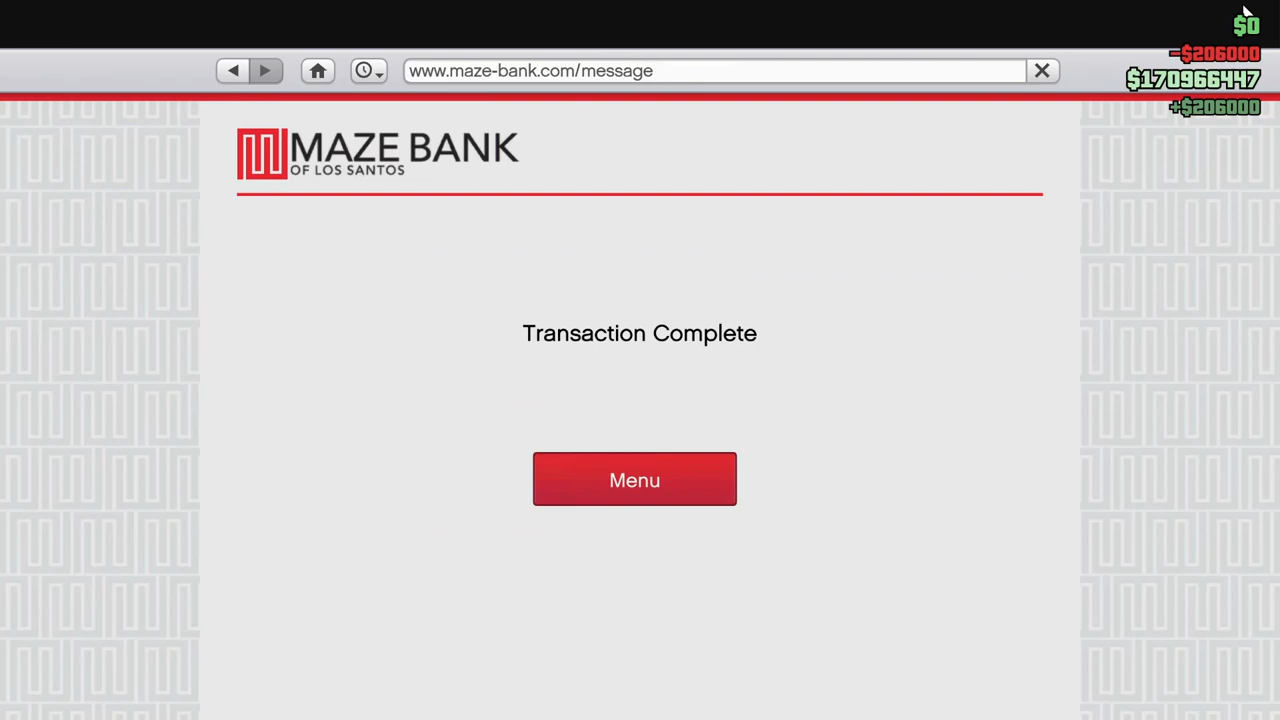 $0
-$206000
www.maze-bank.com/message
$170966447
+$206000
MAZE BANK
OF LOS SANTOS
Transaction Complete
Menu